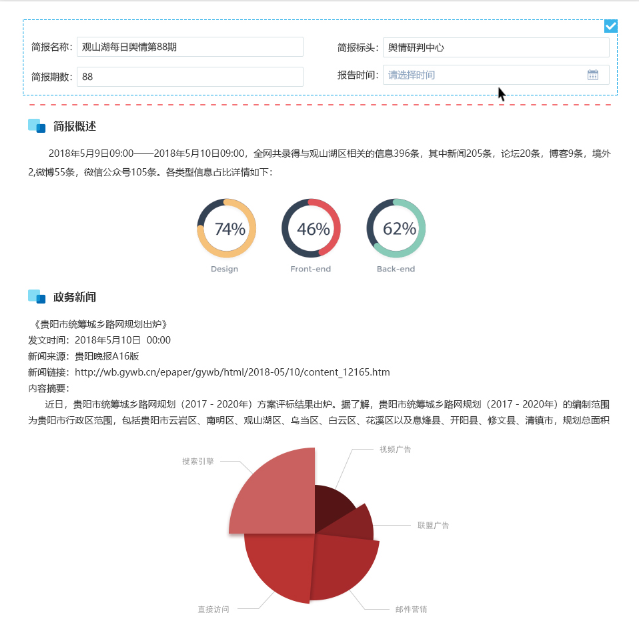 简报名称： 观山湖每日舆情第88期 简报标头： 舆情研判中心
简报期数： 88 报告时间： 请选择时间
简报概述
2018年5月9日09:00——2018年5月10日09:00，全网共录得与观山湖区相关的信息396条，其中新闻205条，论坛20条，博客9条，境外
2,微博55条，微信公众号105条。各类型信息占比详情如下：
74% 46% 62%
Design Front-end Back-end
政务新闻
《贵阳市统筹城乡路网规划出炉》
发文时间：2018年5月10日 00:00
新闻来源：贵阳晚报A16版
新闻链接：http://wb.gywb.cn/epaper/gywb/html/2018-05/10/content_12165.htm
内容摘要：
近日，贵阳市统筹城乡路网规划（2017－2020年）方案评标结果出炉。据了解，贵阳市统筹城乡路网规划（2017－2020年）的编制范围
为贵阳市行政区范围，包括贵阳市云岩区、南明区、观山湖区、乌当区、白云区、花溪区以及息烽县、开阳县、修文县、清镇市，规划总面积
视频广告
搜索引擎
联盟广告
直接访问
邮件营销